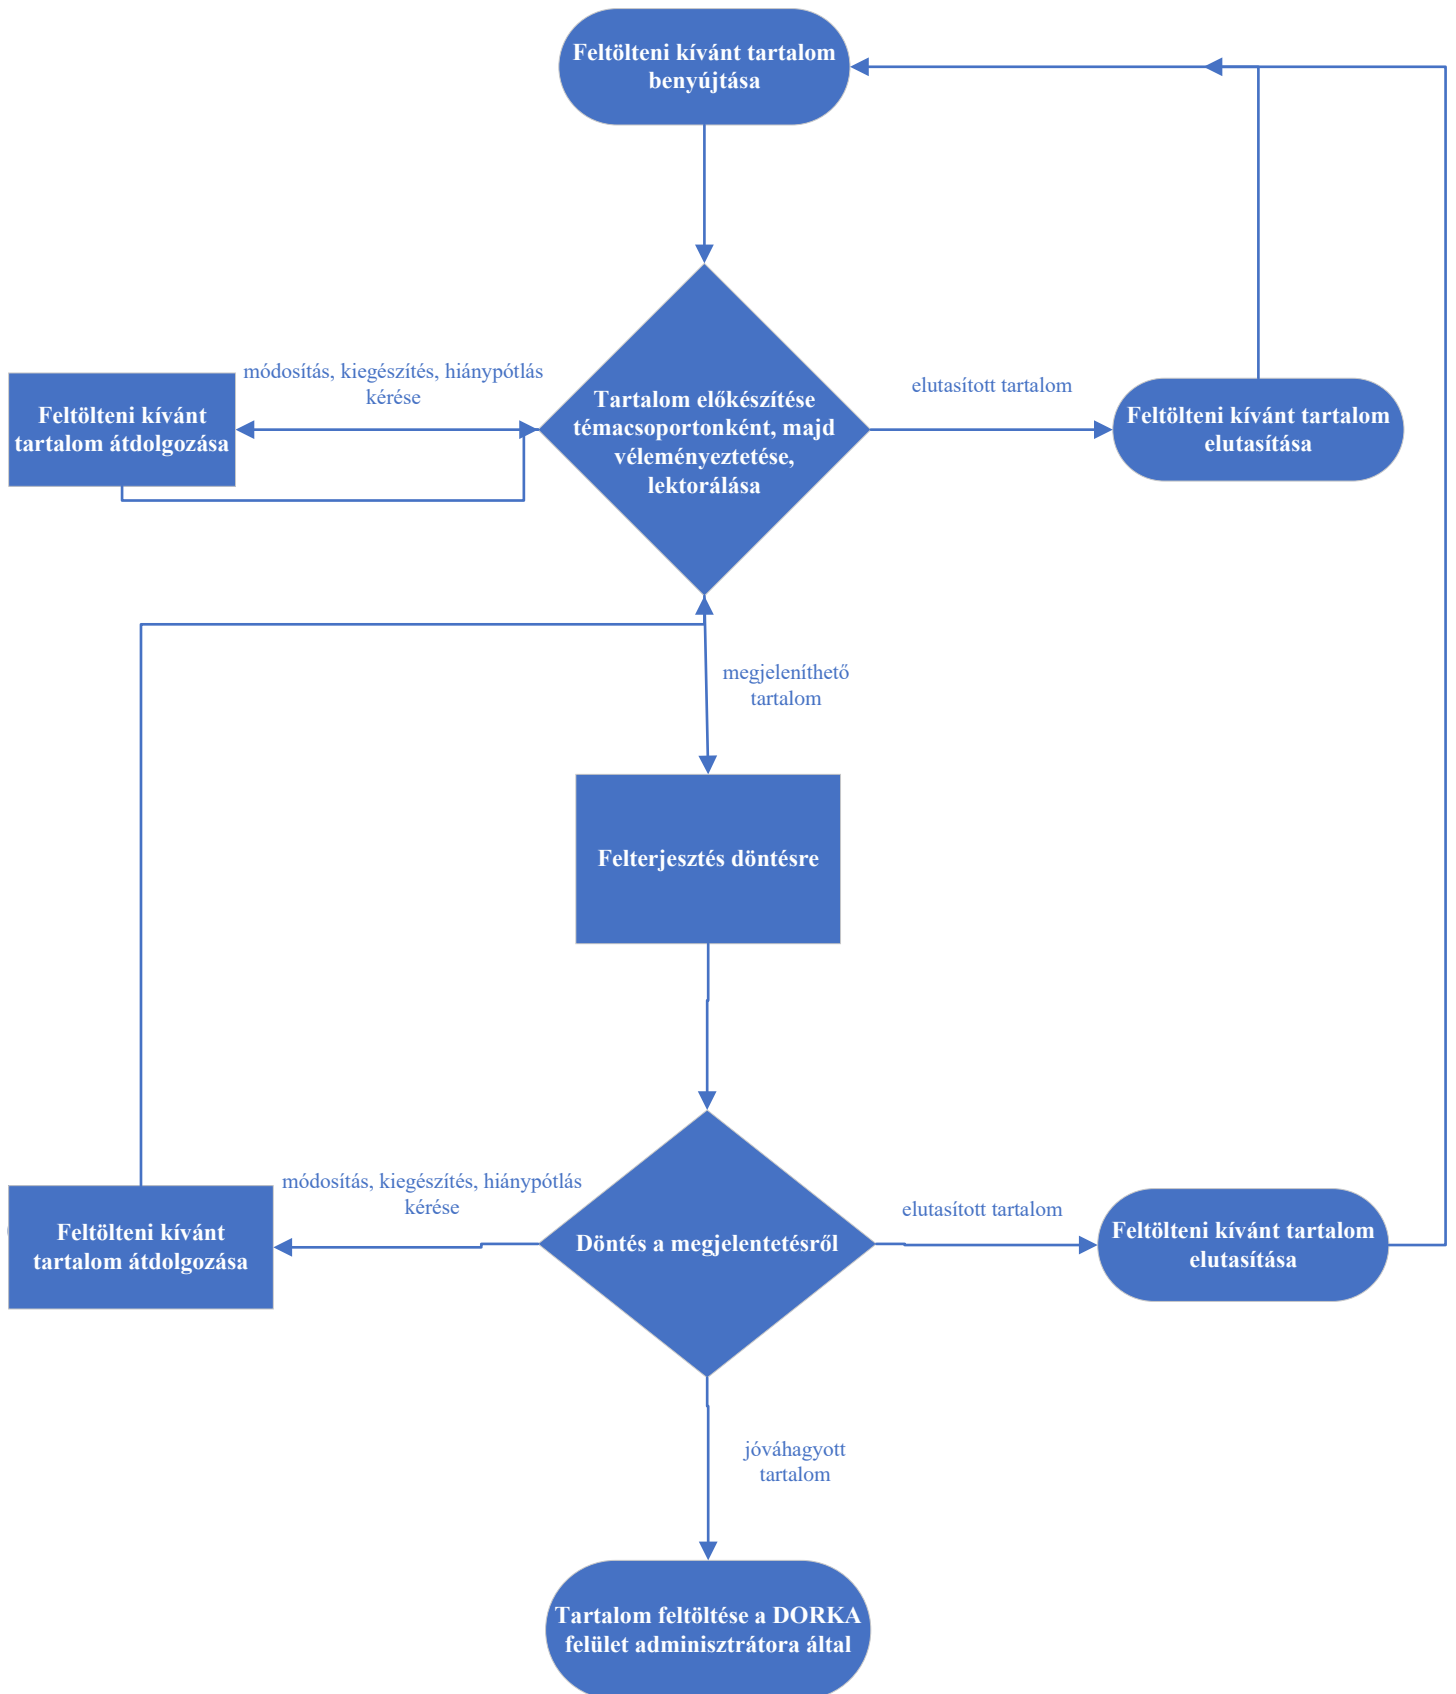 Feltölteni kívánt tartalom
benyújtása
módosítás, kiegészítés, hiánypótlás
kérése
elutasított tartalom
Feltölteni kívánt
tartalom átdolgozása
Tartalom előkészítése
témacsoportonként, majd
véleményeztetése,
lektorálása
Feltölteni kívánt tartalom
elutasítása
megjeleníthető
tartalom
Felterjesztés döntésre
módosítás, kiegészítés, hiánypótlás
kérése
elutasított tartalom
Feltölteni kívánt
tartalom átdolgozása
Döntés a megjelentetésről
Feltölteni kívánt tartalom
elutasítása
jóváhagyott
tartalom
Tartalom feltöltése a DORKA
felület adminisztrátora által